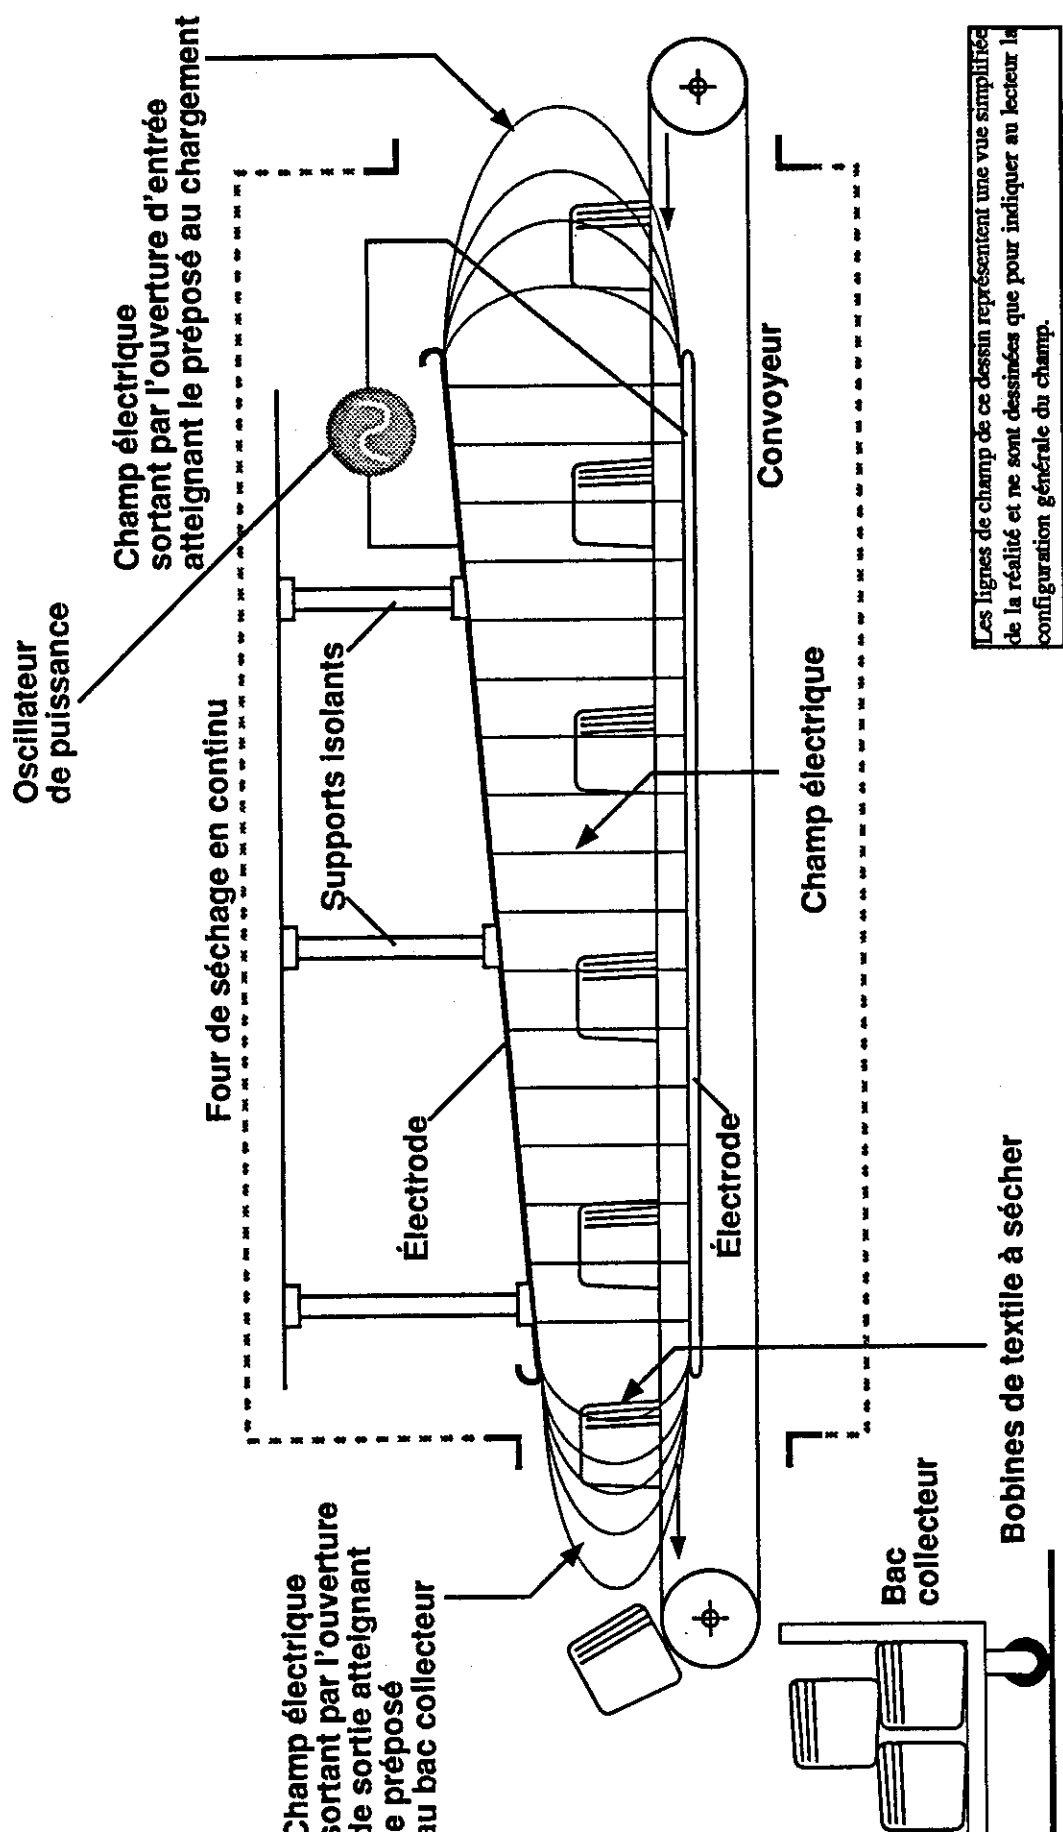 Oscillateur
de puissance
Champ électrique
sortant par l'ouverture d'entrée
atteignant le préposé au chargement
Four de séchage en continu
Supports isolants
Électrode
Électrode
Convoyeur
Champ électrique
Champ électrique
sortant par l'ouverture
de sortie atteignant
le préposé
au bac collecteur
Bac
collecteur
Bobines de textile à sécher
Les lignes de champ de ce dessin représentent une vue simplifiée
de la réalité et ne sont dessinées que pour indiquer au lecteur la
configuration générale du champ.